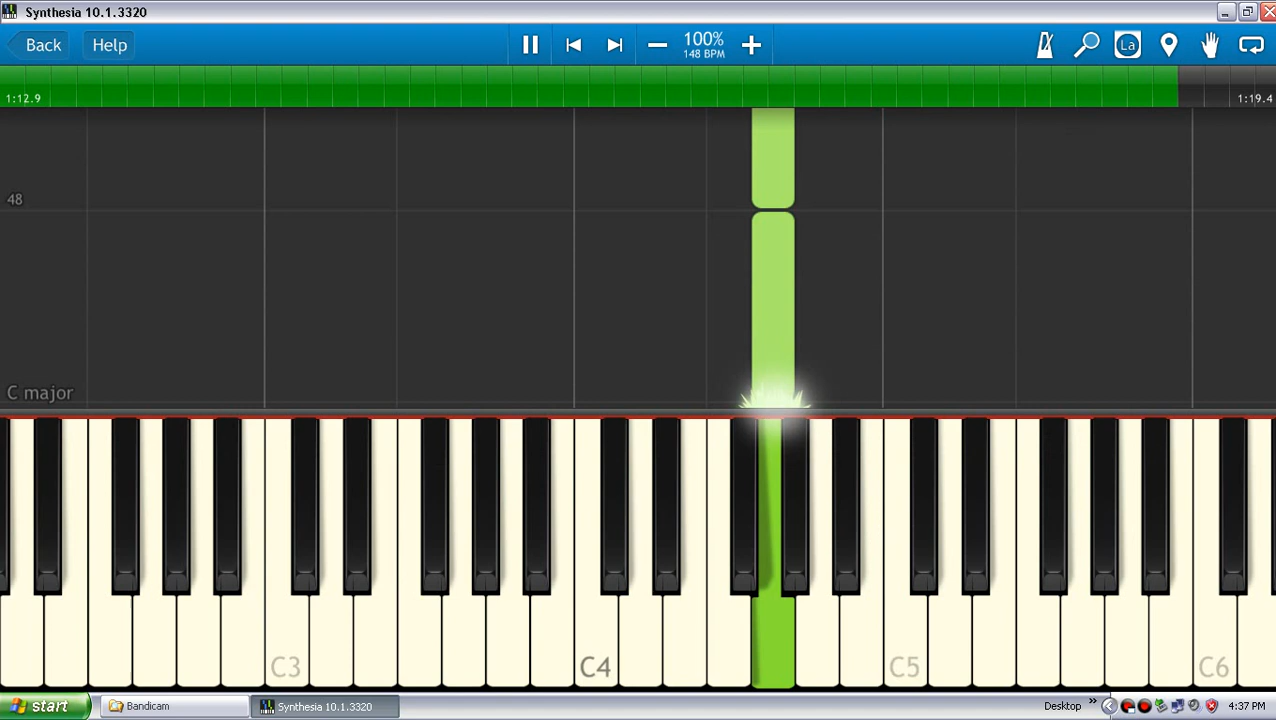 Synthesia 10.1.3320
Back Help 100% La
148 BPM
1:12.9 1:19.4
48
C major
C3 C4 C5 C6
start Bandicam Synthesia 10.1.3320 Desktop » 4:37 PM